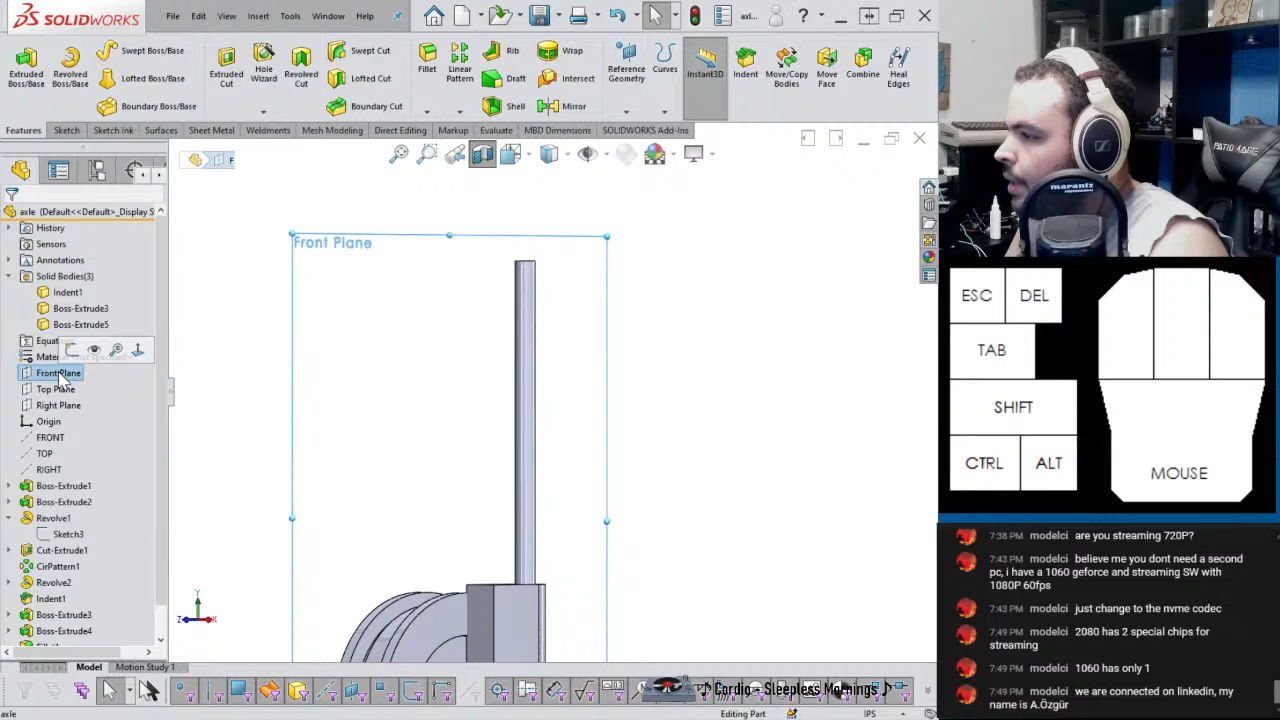 SOLIDWORKS File Edit View Insert Tools Window Help axl...
Extruded Boss/Base Revolved Boss/Base Swept Boss/Base Lofted Boss/Base Boundary Boss/Base Extruded Cut Hole Wizard Revolved Cut Swept Cut Lofted Cut Boundary Cut Fillet Linear Pattern Rib Draft Shell Wrap Intersect Mirror Reference Geometry Curves Instant3D Indent Move/Copy Bodies Move Face Combine Heal Edges
Features Sketch Sketch Ink Surfaces Sheet Metal Weldments Mesh Modeling Direct Editing Markup Evaluate MBD Dimensions SOLIDWORKS Add-Ins
F
axle (Default<<Default>_Display S
History
Sensors
Annotations
Solid Bodies(3)
Indent1
Boss-Extrude3
Boss-Extrude5
Equa
Mate
Front Plane
Top Plane
Right Plane
Origin
FRONT
TOP
RIGHT
Boss-Extrude1
Boss-Extrude2
Revolve1
Sketch3
Cut-Extrude1
CirPattern1
Revolve2
Indent1
Boss-Extrude3
Boss-Extrude4
Front Plane
Y
Z X
Model Motion Study 1
axle Editing Part IPS
♪ Cordio - Sleepless Mornings ♪
PATIO
marantz
PROFESSIONAL
ESC DEL
TAB
SHIFT
CTRL ALT
MOUSE
7:38 PM modelci are you streaming 720P?
7:43 PM modelci believe me you dont need a second
pc, i have a 1060 geforce and streaming SW with
1080P 60fps
7:43 PM modelci just change to the nvme codec
7:49 PM modelci 2080 has 2 special chips for
streaming
7:49 PM modelci 1060 has only 1
7:49 PM modelci we are connected on linkedin, my
name is A.Özgür